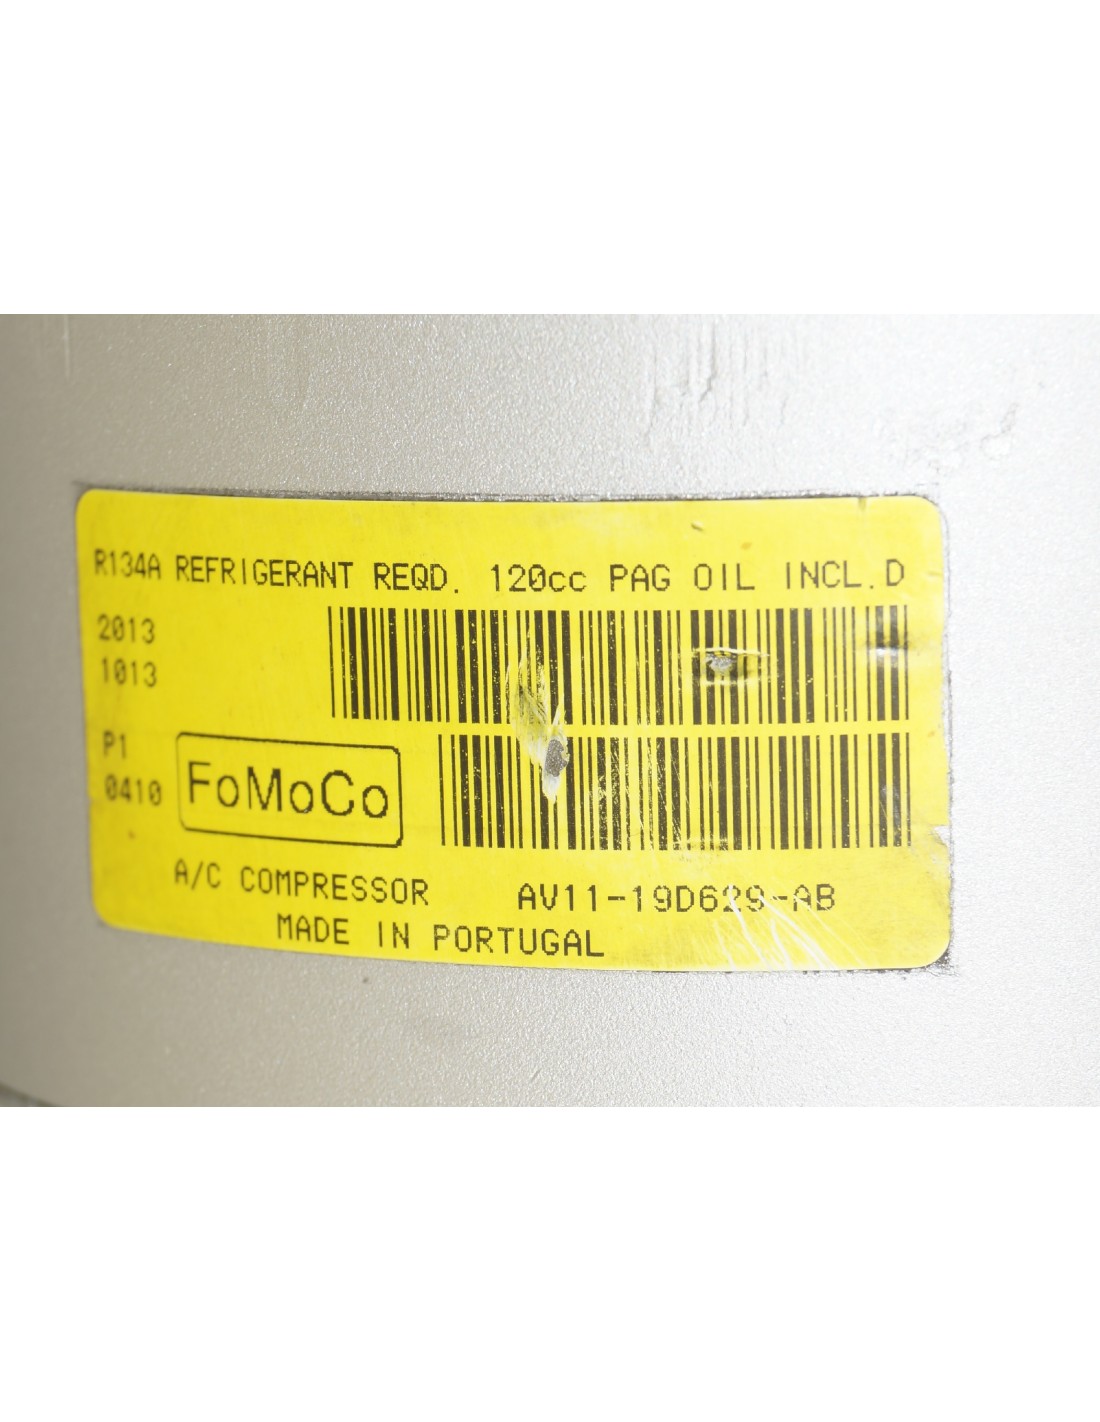 R134A REFRIGERANT REQD. 120cc PAG OIL INCL.D
2013
1013
P1
0410
FoMoCo
A/C COMPRESSOR AV11-19D629-AB
MADE IN PORTUGAL